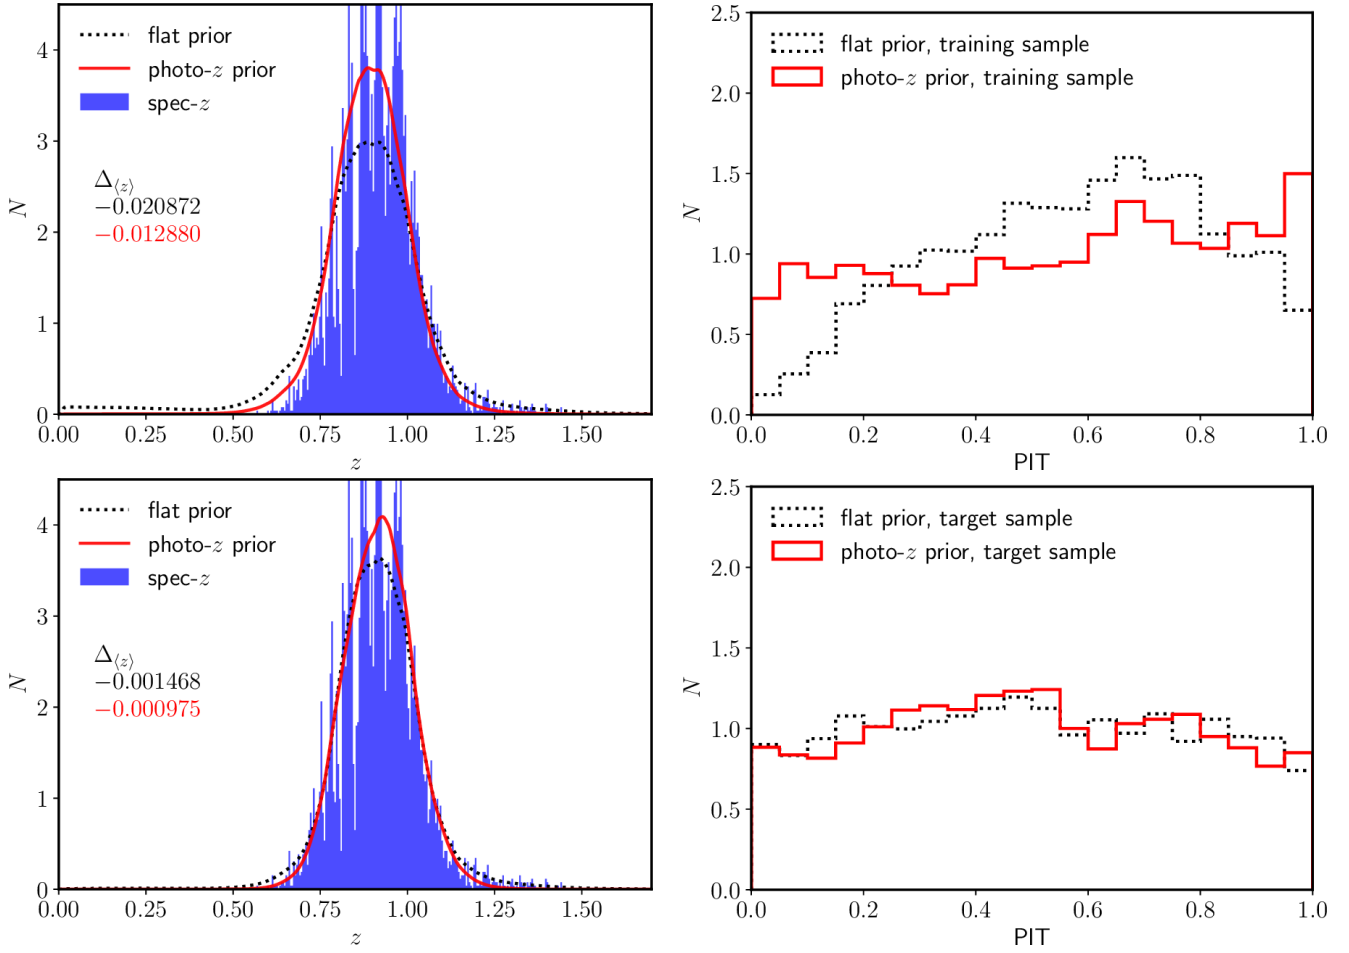 flat prior
photo-z prior
spec-z
Δ⟨z⟩
−0.020872
−0.012880
N
4
3
2
1
0
0.00 0.25 0.50 0.75 1.00 1.25 1.50
z
flat prior, training sample
photo-z prior, training sample
N
2.5
2.0
1.5
1.0
0.5
0.0
0.0 0.2 0.4 0.6 0.8 1.0
PIT
flat prior
photo-z prior
spec-z
Δ⟨z⟩
−0.001468
−0.000975
N
4
3
2
1
0
0.00 0.25 0.50 0.75 1.00 1.25 1.50
z
flat prior, target sample
photo-z prior, target sample
N
2.5
2.0
1.5
1.0
0.5
0.0
0.0 0.2 0.4 0.6 0.8 1.0
PIT